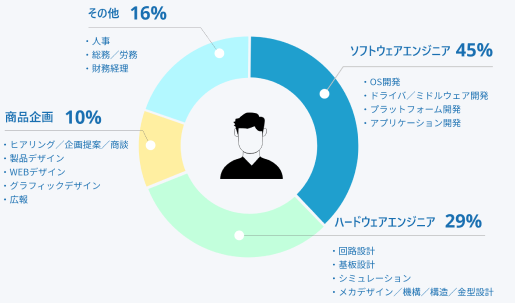 その他 16%
・人事
・総務／労務
・財務経理
ソフトウェアエンジニア 45%
・OS開発
・ドライバ／ミドルウェア開発
・プラットフォーム開発
・アプリケーション開発
商品企画 10%
・ヒアリング／企画提案／商談
・製品デザイン
・WEBデザイン
・グラフィックデザイン
・広報
ハードウェアエンジニア 29%
・回路設計
・基板設計
・シミュレーション
・メカデザイン／機構／構造／金型設計